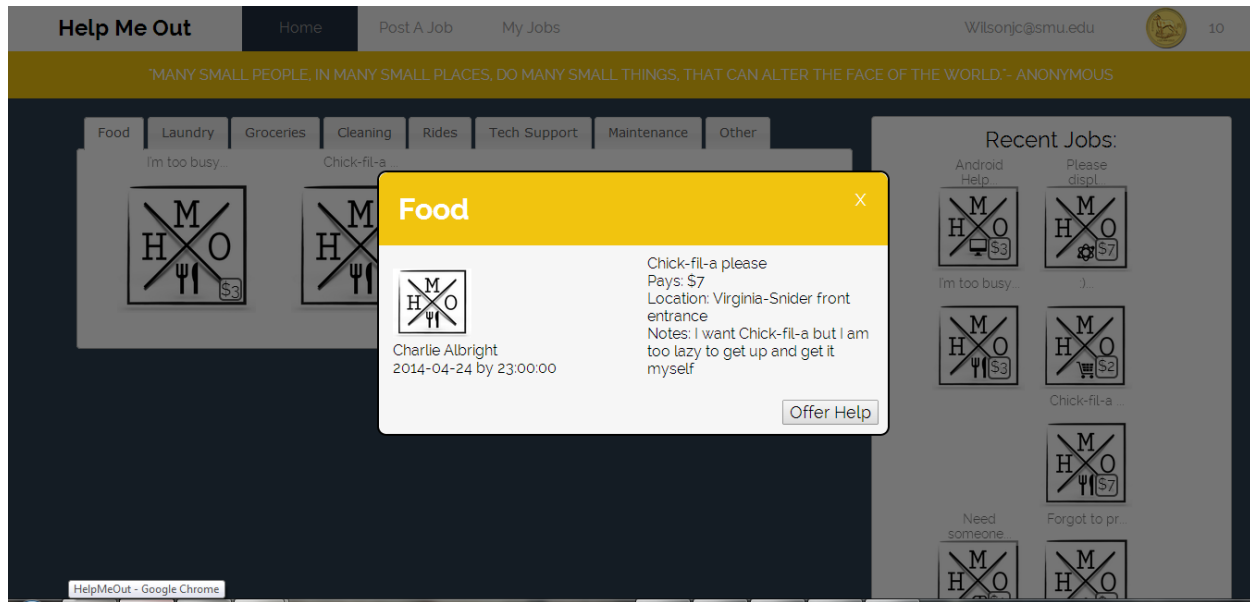 Help Me Out
Home
Post A Job
My Jobs
Wilsonjc@smu.edu
10
"MANY SMALL PEOPLE, IN MANY SMALL PLACES, DO MANY SMALL THINGS, THAT CAN ALTER THE FACE OF THE WORLD."- ANONYMOUS
Food
Laundry
Groceries
Cleaning
Rides
Tech Support
Maintenance
Other
I'm too busy...
Chick-fil-a ...
H M O
$3
H M
Food
X
H M O
Charlie Albright
2014-04-24 by 23:00:00
Chick-fil-a please
Pays: $7
Location: Virginia-Snider front
entrance
Notes: I want Chick-fil-a but I am
too lazy to get up and get it
myself
Offer Help
Recent Jobs:
Android
Help
H M O
$3
Please
displ...
H M O
$7
I'm too busy...
H M O
$3
:)...
H M O
$2
Chick-fil-a ...
H M O
$7
Need
someone...
H M O
Forgot to pr...
H M O
HelpMeOut - Google Chrome